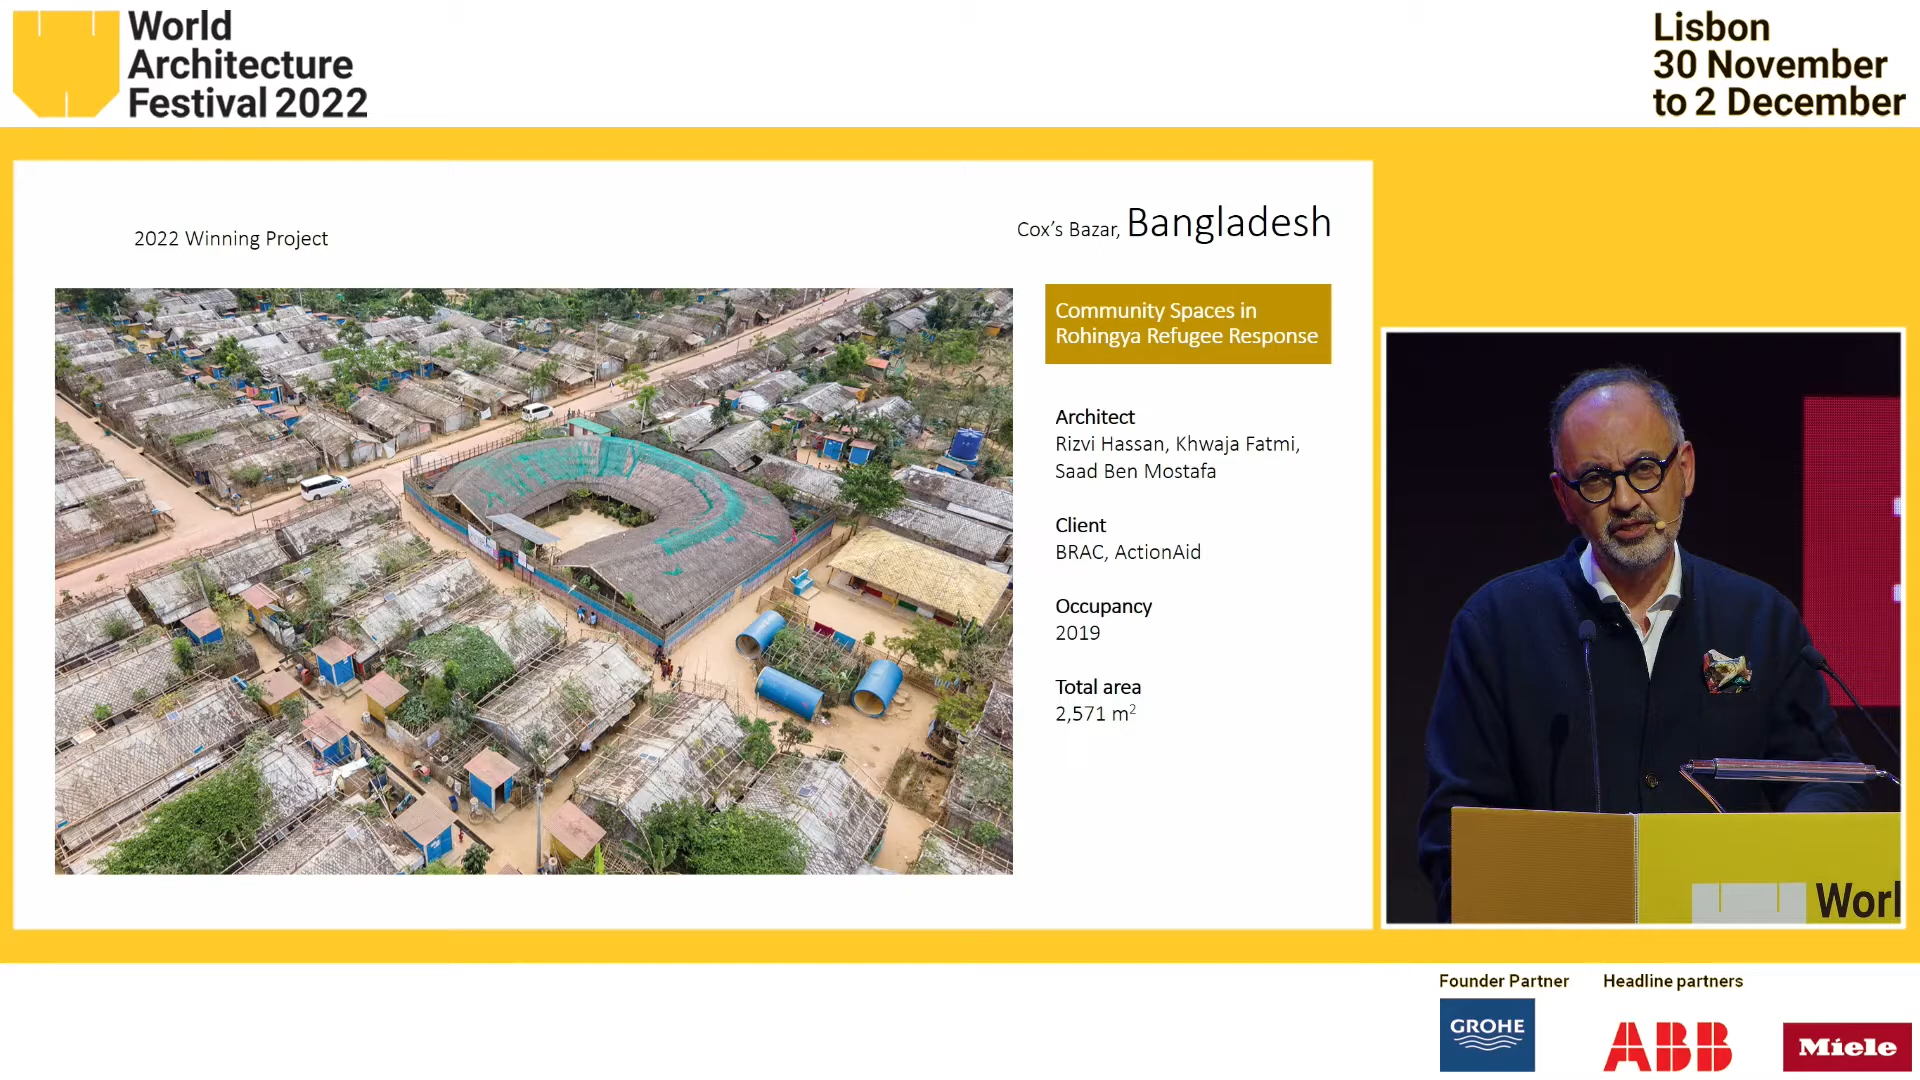 World
Architecture
Festival 2022
Lisbon
30 November
to 2 December
2022 Winning Project
Cox’s Bazar, Bangladesh
Community Spaces in
Rohingya Refugee Response
Architect
Rizvi Hassan, Khwaja Fatmi,
Saad Ben Mostafa
Client
BRAC, ActionAid
Occupancy
2019
Total area
2,571 m²
Worl
Founder Partner
Headline partners
GROHE
ABB
Miele